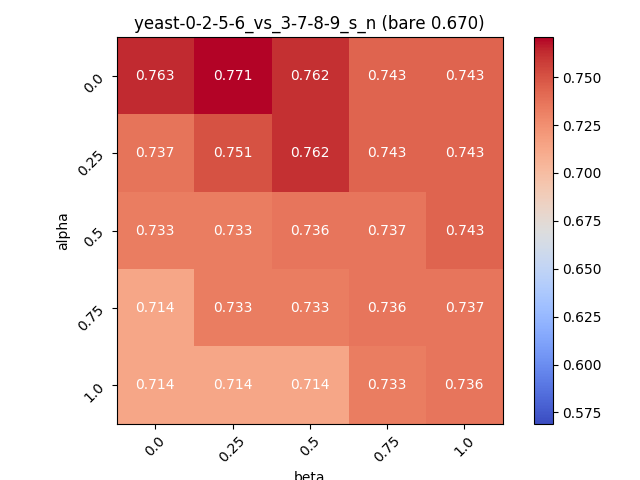 yeast-0-2-5-6_vs_3-7-8-9_s_n (bare 0.670)
0.0 0.763 0.771 0.762 0.743 0.743
0.25 0.737 0.751 0.762 0.743 0.743
0.5 0.733 0.733 0.736 0.737 0.743
0.75 0.714 0.733 0.733 0.736 0.737
1.0 0.714 0.714 0.714 0.733 0.736
alpha
0.0 0.25 0.5 0.75 1.0
beta
0.750
0.725
0.700
0.675
0.650
0.625
0.600
0.575